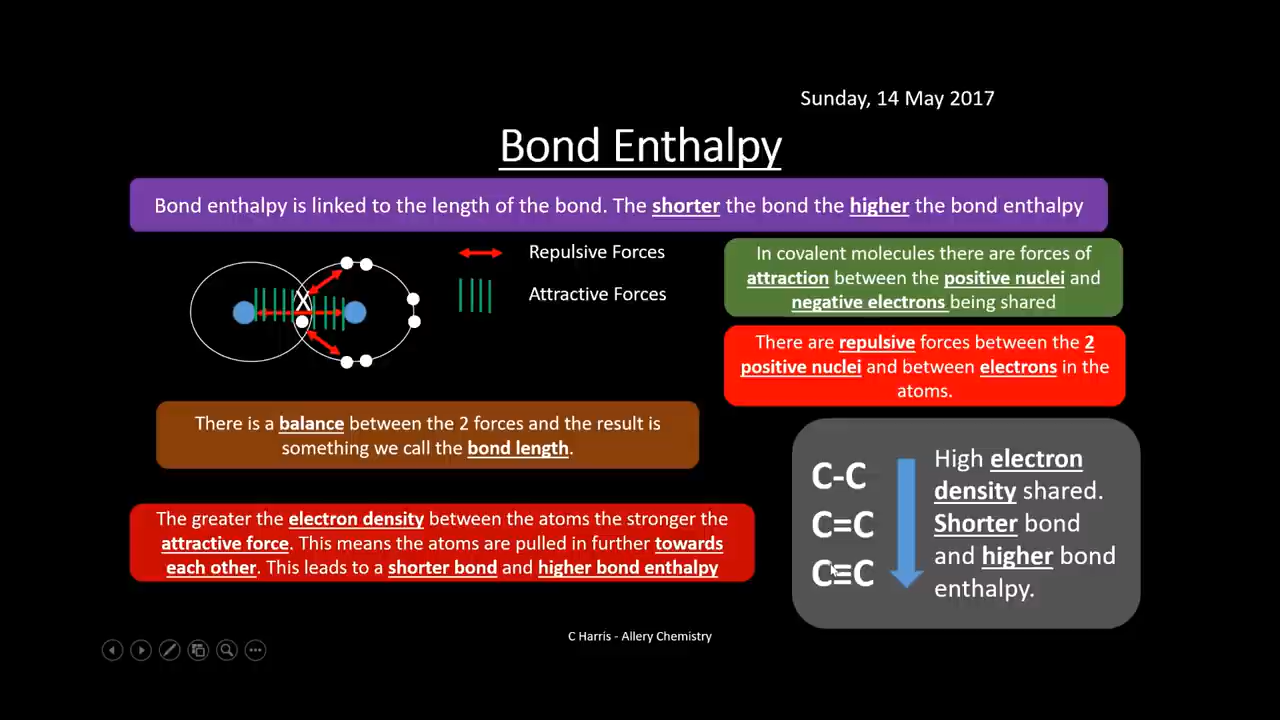 Sunday, 14 May 2017
Bond Enthalpy
Bond enthalpy is linked to the length of the bond. The shorter the bond the higher the bond enthalpy
Repulsive Forces
Attractive Forces
X
In covalent molecules there are forces of
attraction between the positive nuclei and
negative electrons being shared
There are repulsive forces between the 2
positive nuclei and between electrons in the
atoms.
There is a balance between the 2 forces and the result is
something we call the bond length.
The greater the electron density between the atoms the stronger the
attractive force. This means the atoms are pulled in further towards
each other. This leads to a shorter bond and higher bond enthalpy
C-C
C=C
C≡C
High electron
density shared.
Shorter bond
and higher bond
enthalpy.
C Harris - Allery Chemistry